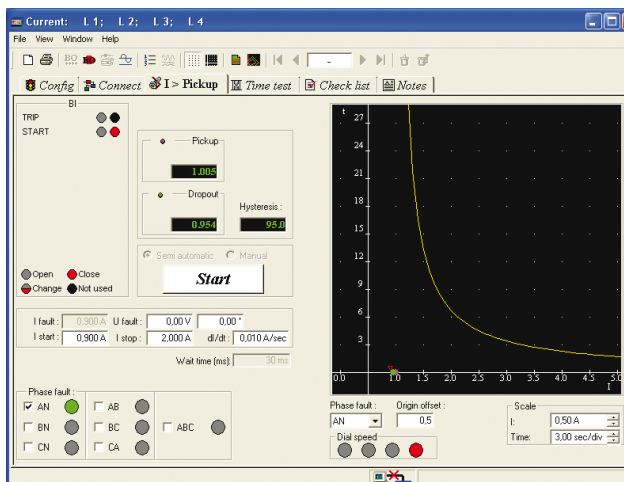 Current: L 1; L 2; L 3; L 4
File View Window Help
BO
-
Config Connect I > Pickup Time test Check list Notes
BI
TRIP
START
Open Close
Change Not used
Pickup
1.005
Dropout
0.954
Hysteresis :
95.0
Semi automatic Manual
Start
I fault : 0,900 A U fault : 0,00 V 0,00 °
I start : 0,900 A I stop : 2,000 A dI/dt : 0,010 A/sec
Wait time (ms): 30 ms
Phase fault :
AN AB
BN BC ABC
CN CA
t
27
24
21
18
15
12
9
6
3
0.0 1.0 1.5 2.0 2.5 3.0 3.5 4.0 4.5 5.0
I
Phase fault : Origin offset :
AN 0,5
Dial speed
Scale
I: 0,50 A
Time: 3,00 sec/div